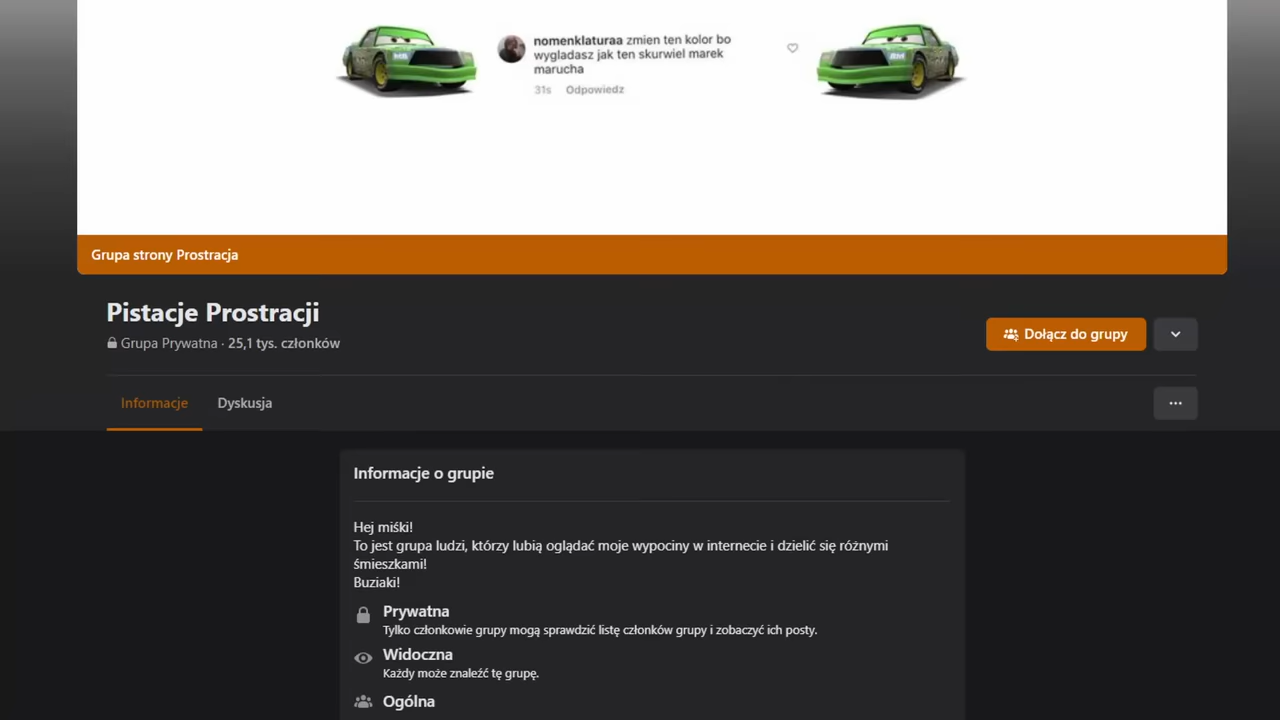 nomenklaturaa zmien ten kolor bo
wygladasz jak ten skurwiel marek
marucha
31s Odpowiedz
Grupa strony Prostracja
Pistacje Prostracji
Grupa Prywatna · 25,1 tys. członków
Dołącz do grupy
Informacje Dyskusja
Informacje o grupie
Hej miśki!
To jest grupa ludzi, którzy lubią oglądać moje wypociny w internecie i dzielić się różnymi
śmieszkami!
Buziaki!
Prywatna
Tylko członkowie grupy mogą sprawdzić listę członków grupy i zobaczyć ich posty.
Widoczna
Każdy może znaleźć tę grupę.
Ogólna